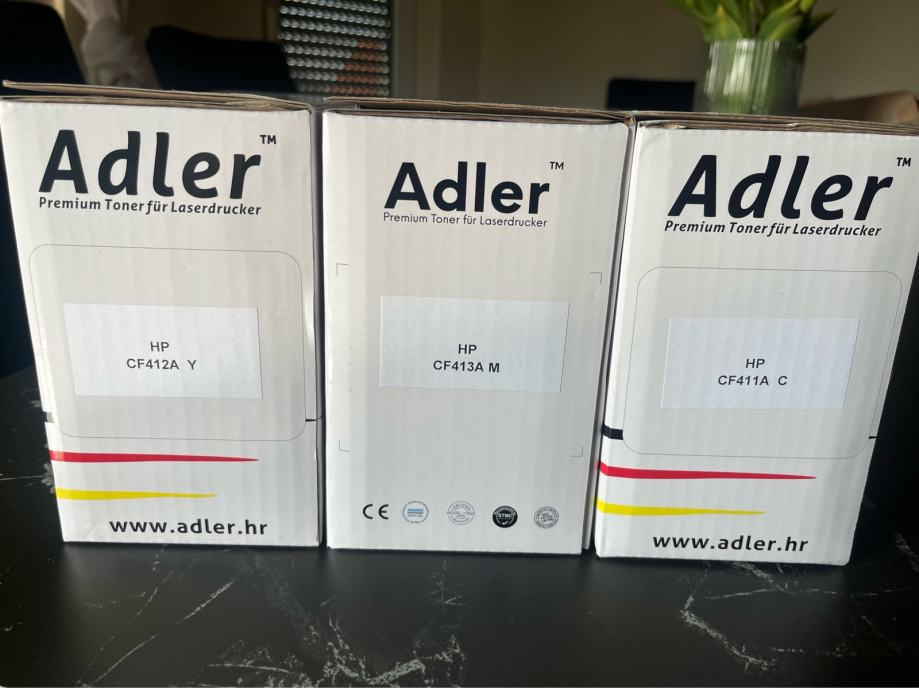 Adler™
Premium Toner für Laserdrucker
HP
CF412A Y
www.adler.hr
Adler™
Premium Toner für Laserdrucker
HP
CF413A M
CE
STMC
Adler™
Premium Toner für Laserdrucker
HP
CF411A C
www.adler.hr